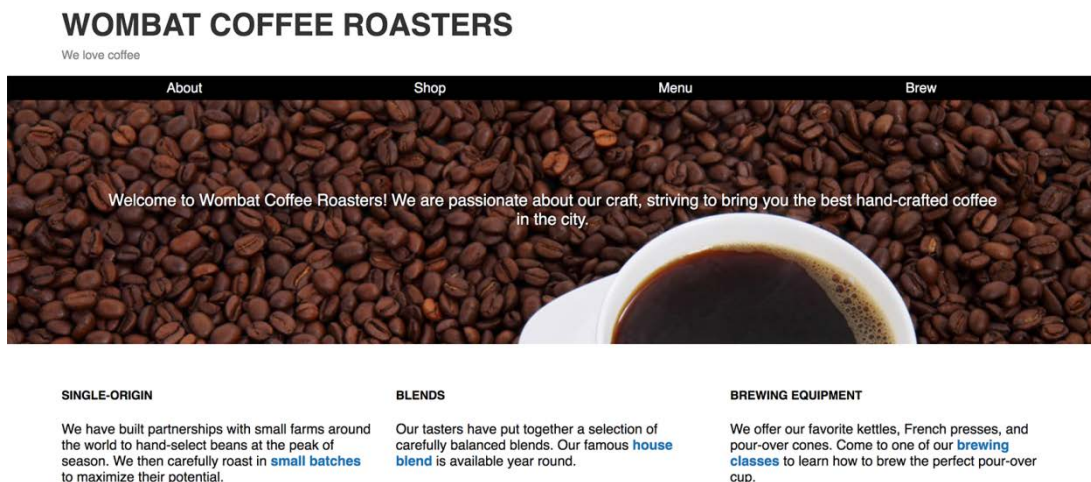 WOMBAT COFFEE ROASTERS
We love coffee
About Shop Menu Brew
Welcome to Wombat Coffee Roasters! We are passionate about our craft, striving to bring you the best hand-crafted coffee
in the city.
SINGLE-ORIGIN
We have built partnerships with small farms around
the world to hand-select beans at the peak of
season. We then carefully roast in small batches
to maximize their potential.
BLENDS
Our tasters have put together a selection of
carefully balanced blends. Our famous house
blend is available year round.
BREWING EQUIPMENT
We offer our favorite kettles, French presses, and
pour-over cones. Come to one of our brewing
classes to learn how to brew the perfect pour-over
cup.